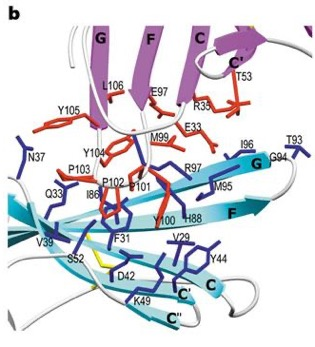 b
G F C
C'
T53
L106 E97
R35
Y105
E33
M99
N37
Y104
I96 T93
G G94
P103 R97
P102 P101
M95
Q33 I86
Y100 H88 F
V39 F31
V29
S52 Y44
D42
C
K49 C'
C"